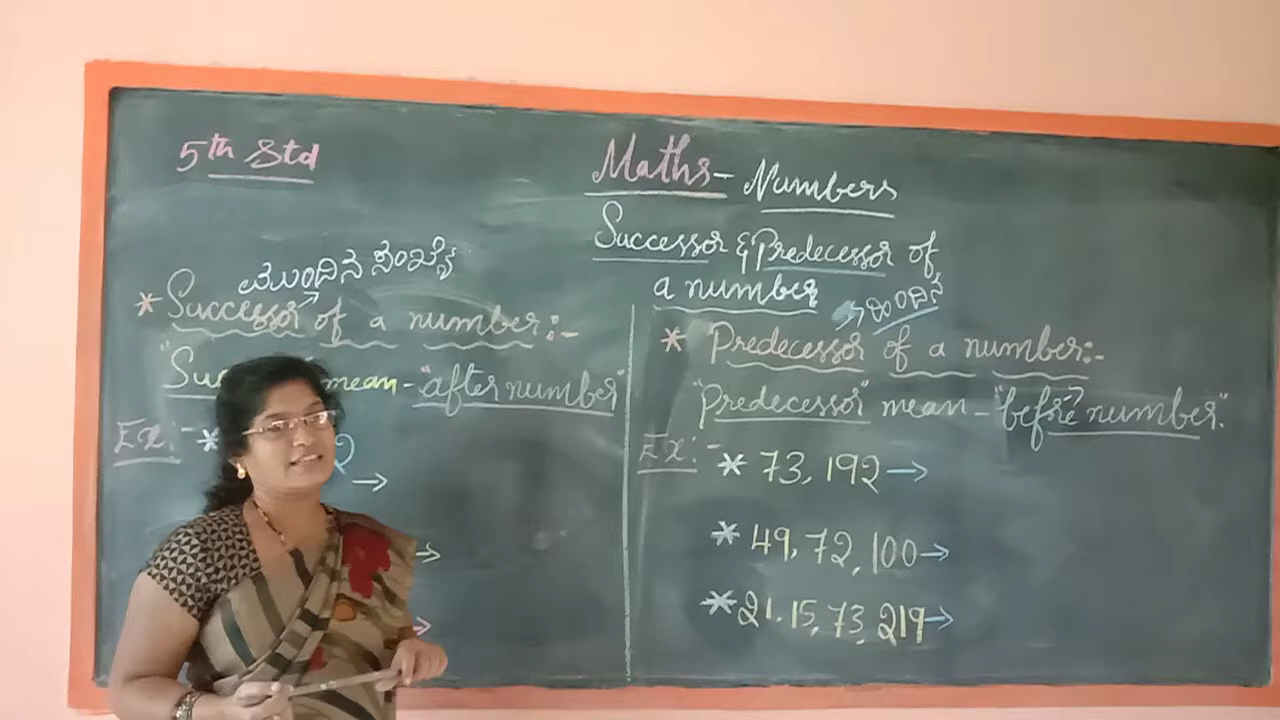 5th Std
Maths - Numbers
Successor & Predecessor of
a number
ಮುಂದಿನ ಸಂಖ್ಯೆ
* Successor of a number:-
mean - "after number"
Ex:- *
2 →
→
→
→ ಹಿಂದಿನ
* Predecessor of a number:-
"Predecessor" mean - "before number".
Ex:-
* 73, 192 →
* 49, 72, 100 →
* 21, 15, 73, 219 →